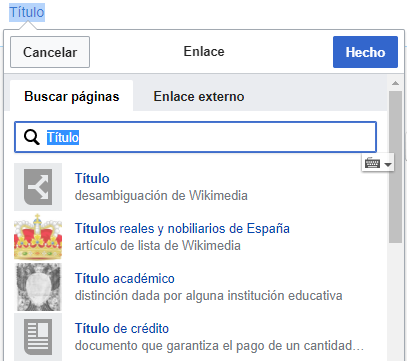 Título
Cancelar Enlace Hecho
Buscar páginas Enlace externo
Título
Título
desambiguación de Wikimedia
Títulos reales y nobiliarios de España
artículo de lista de Wikimedia
Título académico
distinción dada por alguna institución educativa
Título de crédito
documento que garantiza el pago de un cantidad…